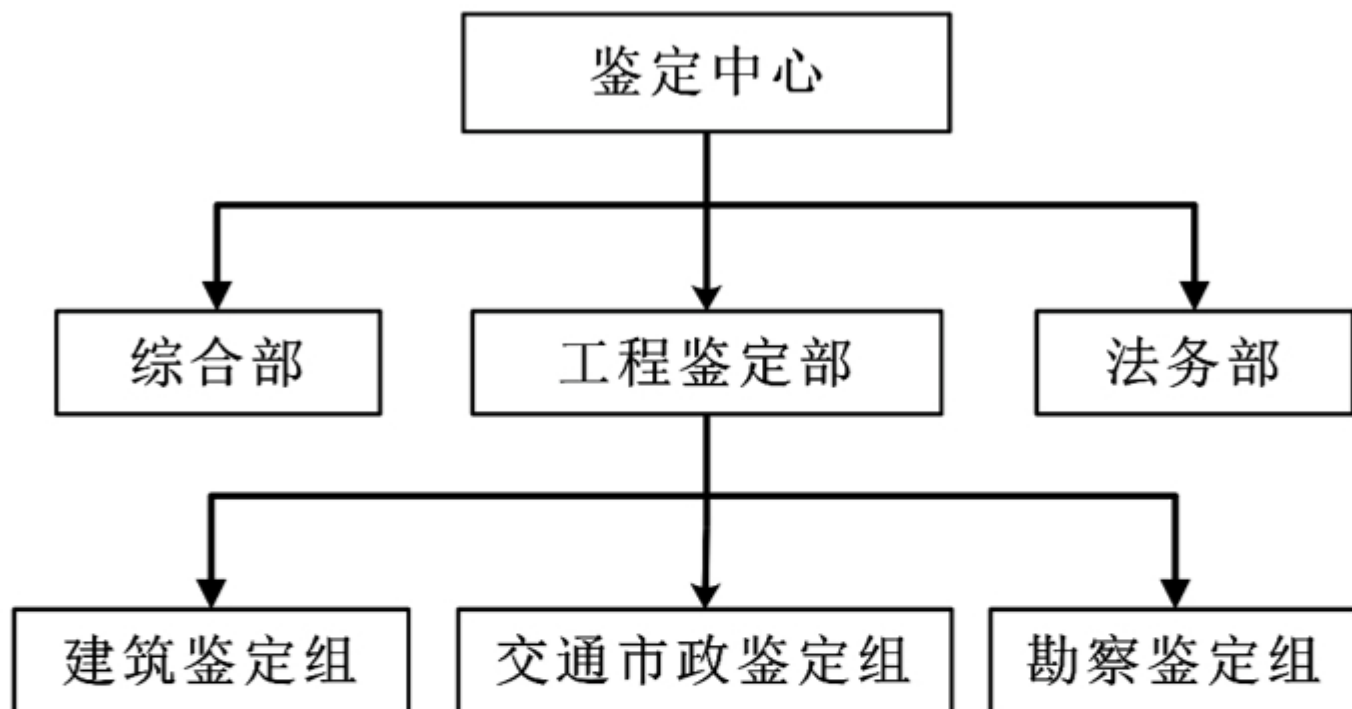 鉴定中心
综合部
工程鉴定部
法务部
建筑鉴定组
交通市政鉴定组
勘察鉴定组